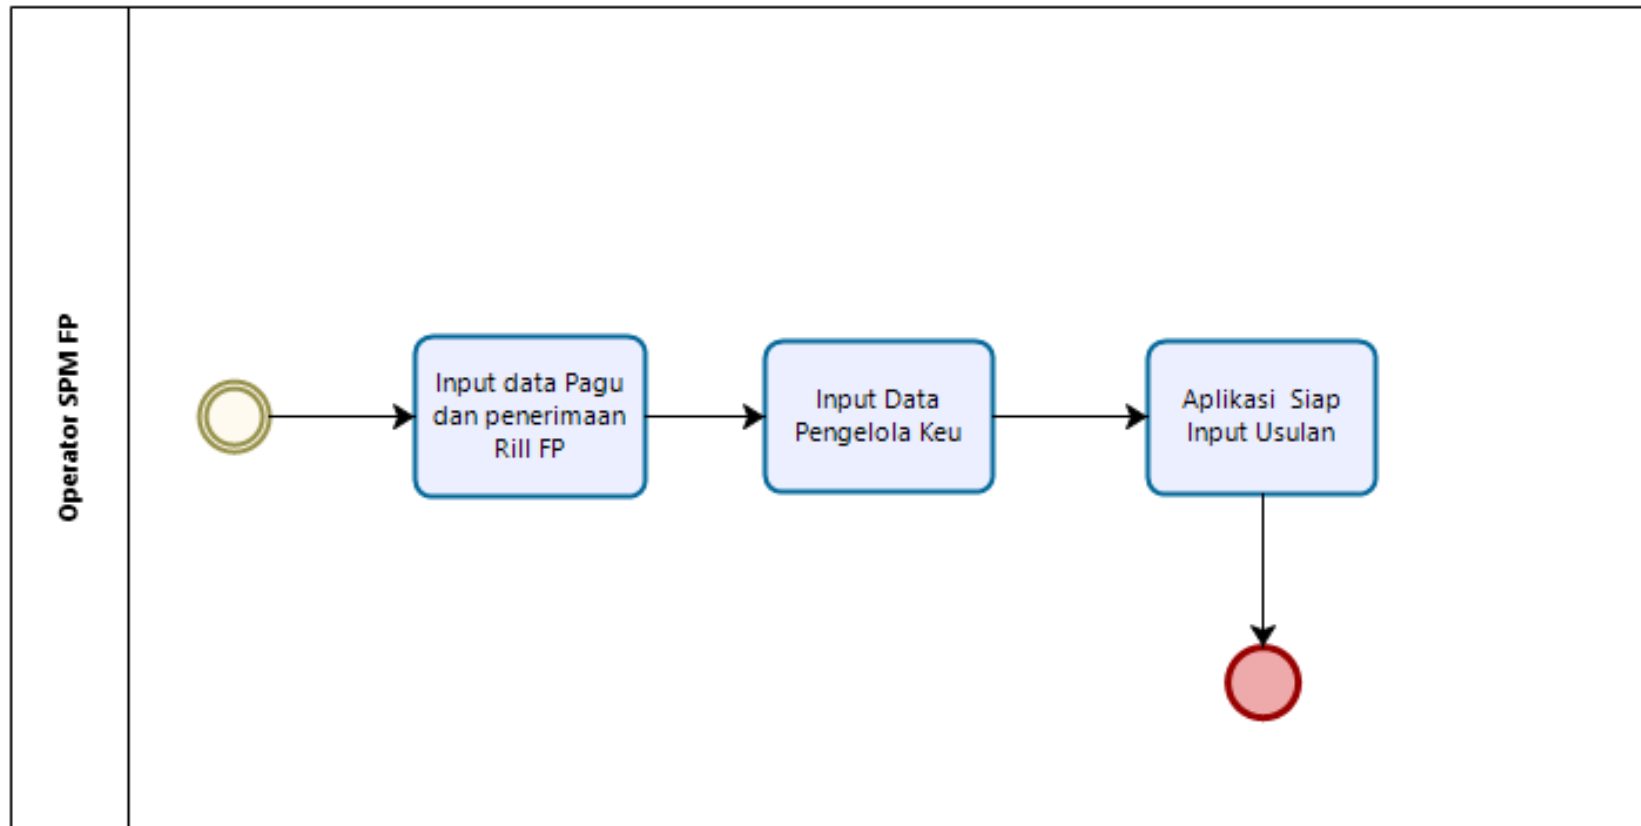 Operator SPM FP
Input data Pagu
dan penerimaan
Rill FP
Input Data
Pengelola Keu
Aplikasi  Siap
Input Usulan